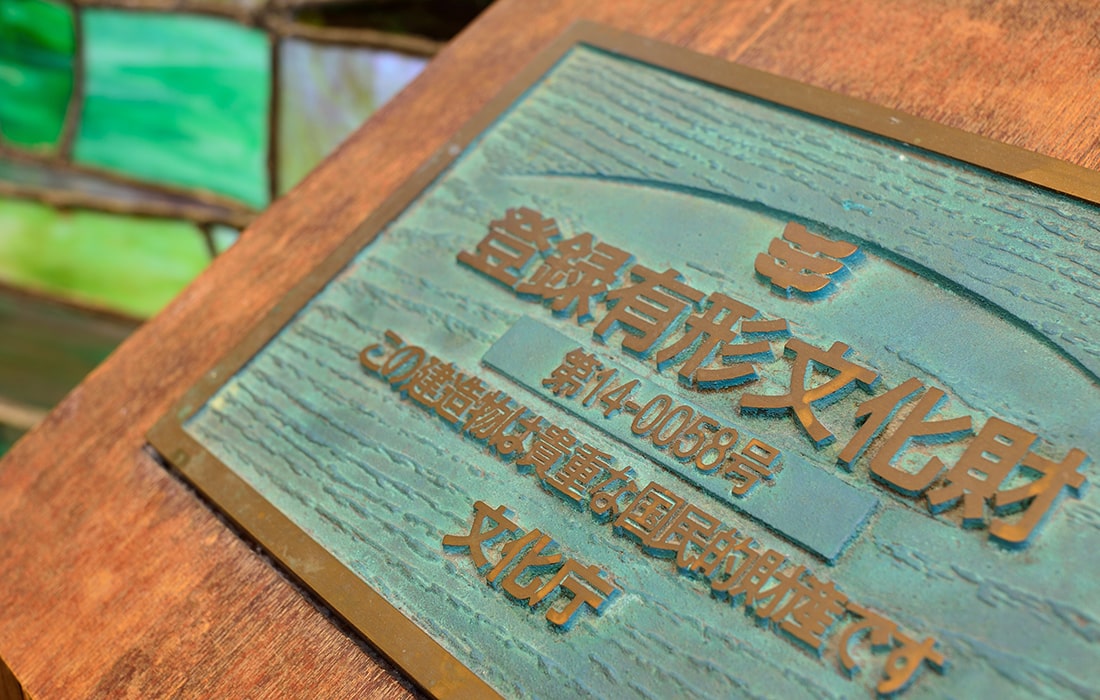 登録有形文化財
第14-0058号
この建造物は貴重な国民的財産です
文化庁